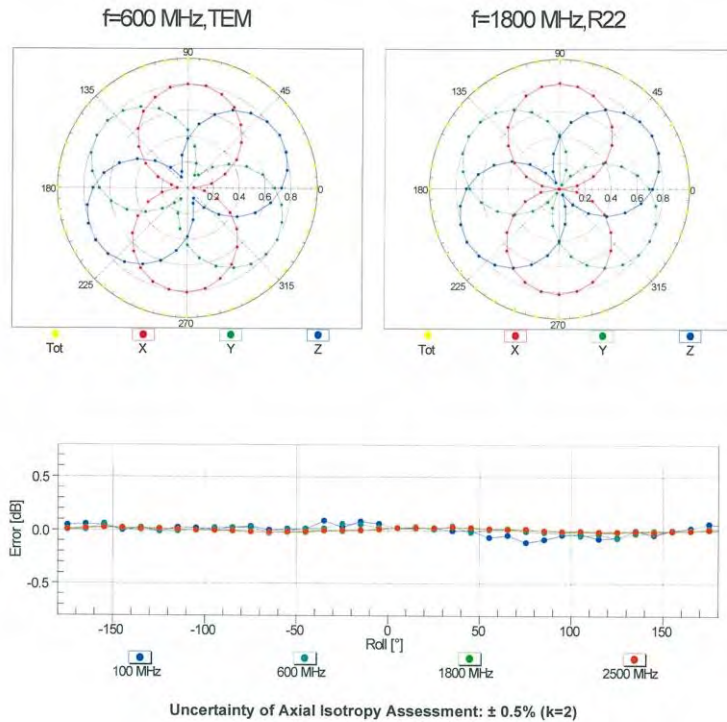 f=600 MHz,TEM
f=1800 MHz,R22
90
135
45
180
0.2 0.4 0.6 0.8
0
225
315
270
Tot X Y Z
90
135
45
180
0.2 0.4 0.6 0.8
0
225
315
270
Tot X Y Z
Error [dB]
0.5
0.0
-0.5
-150 -100 -50 0 50 100 150
Roll [°]
100 MHz 600 MHz 1800 MHz 2500 MHz
Uncertainty of Axial Isotropy Assessment: ± 0.5% (k=2)